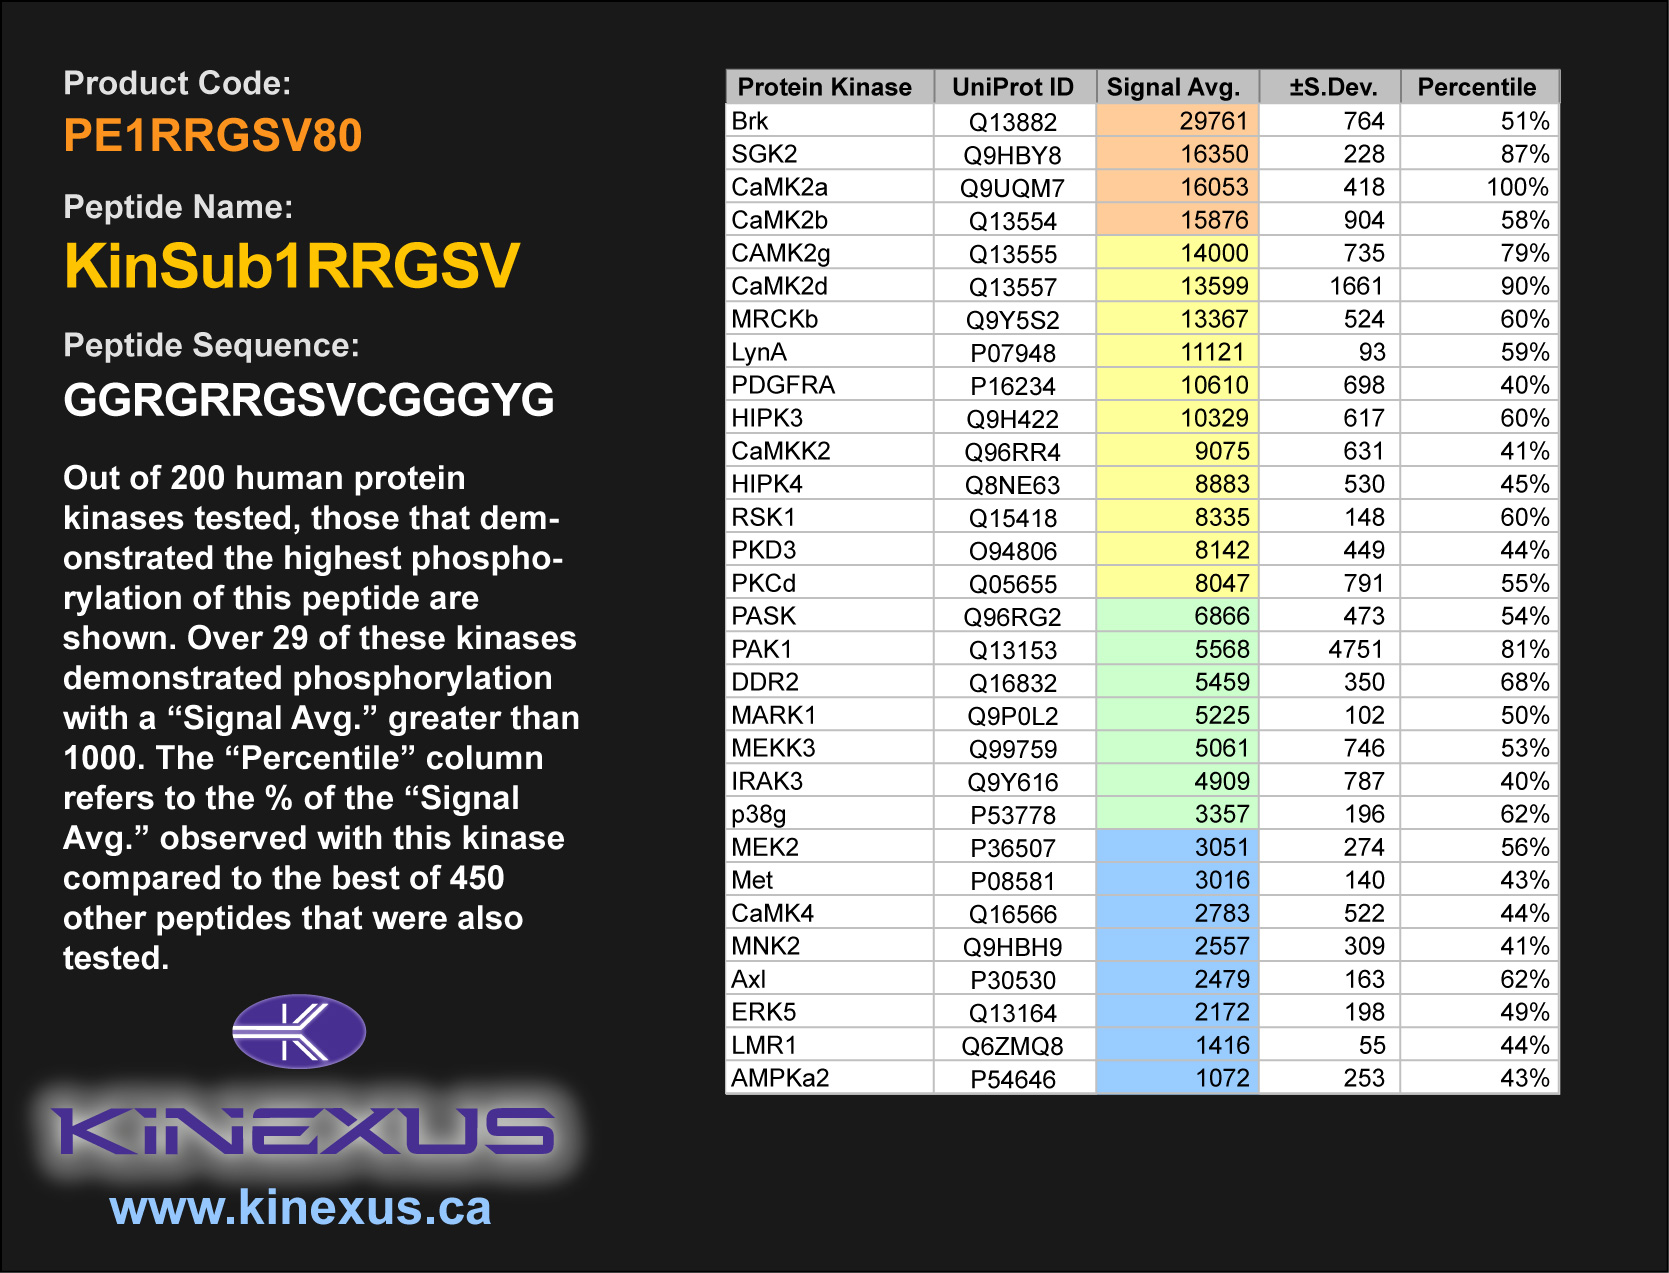 Product Code:
PE1RRGSV80
Peptide Name:
KinSub1RRGSV
Peptide Sequence:
GGRGRRGSVCGGGYG
Out of 200 human protein
kinases tested, those that dem-
onstrated the highest phospho-
rylation of this peptide are
shown. Over 29 of these kinases
demonstrated phosphorylation
with a “Signal Avg.” greater than
1000. The “Percentile” column
refers to the % of the “Signal
Avg.” observed with this kinase
compared to the best of 450
other peptides that were also
tested.
KINEXUS
www.kinexus.ca
Protein Kinase UniProt ID Signal Avg. ±S.Dev. Percentile
Brk Q13882 29761 764 51%
SGK2 Q9HBY8 16350 228 87%
CaMK2a Q9UQM7 16053 418 100%
CaMK2b Q13554 15876 904 58%
CAMK2g Q13555 14000 735 79%
CaMK2d Q13557 13599 1661 90%
MRCKb Q9Y5S2 13367 524 60%
LynA P07948 11121 93 59%
PDGFRA P16234 10610 698 40%
HIPK3 Q9H422 10329 617 60%
CaMKK2 Q96RR4 9075 631 41%
HIPK4 Q8NE63 8883 530 45%
RSK1 Q15418 8335 148 60%
PKD3 O94806 8142 449 44%
PKCd Q05655 8047 791 55%
PASK Q96RG2 6866 473 54%
PAK1 Q13153 5568 4751 81%
DDR2 Q16832 5459 350 68%
MARK1 Q9P0L2 5225 102 50%
MEKK3 Q99759 5061 746 53%
IRAK3 Q9Y616 4909 787 40%
p38g P53778 3357 196 62%
MEK2 P36507 3051 274 56%
Met P08581 3016 140 43%
CaMK4 Q16566 2783 522 44%
MNK2 Q9HBH9 2557 309 41%
Axl P30530 2479 163 62%
ERK5 Q13164 2172 198 49%
LMR1 Q6ZMQ8 1416 55 44%
AMPKa2 P54646 1072 253 43%